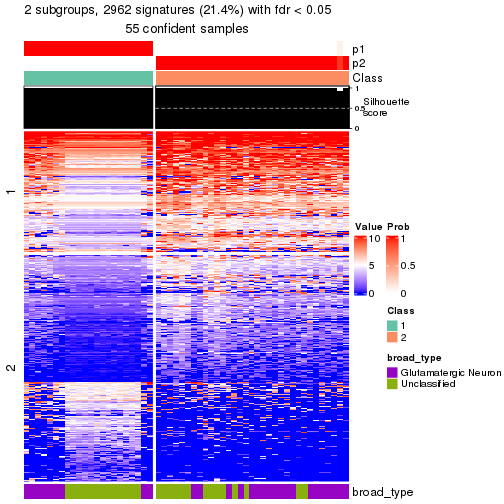 2 subgroups, 2962 signatures (21.4%) with fdr < 0.05
55 confident samples
p1
p2
Class
1
0.5
0
Silhouette
score
1
2
Value
10
5
0
Prob
1
0.5
0
Class
1
2
broad_type
Glutamatergic Neuron
Unclassified
broad_type